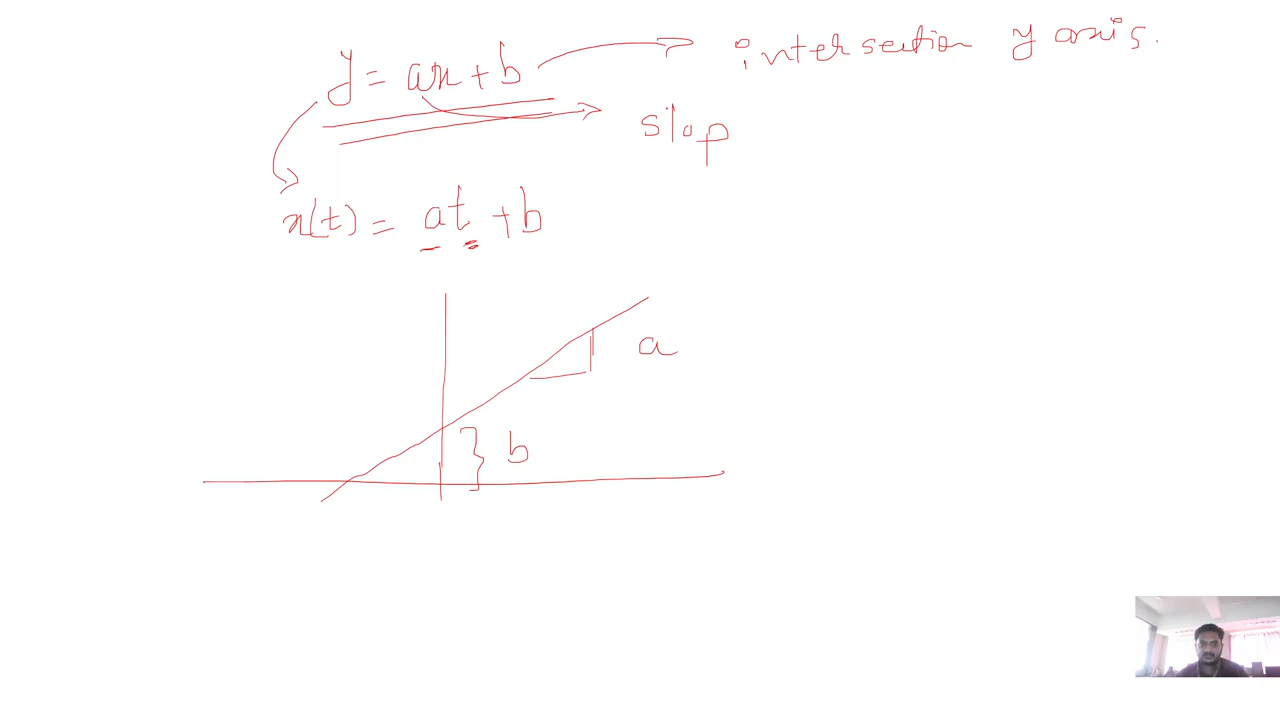 y = ax + b → intersection y axis.
slop
x(t) = at + b
a
b